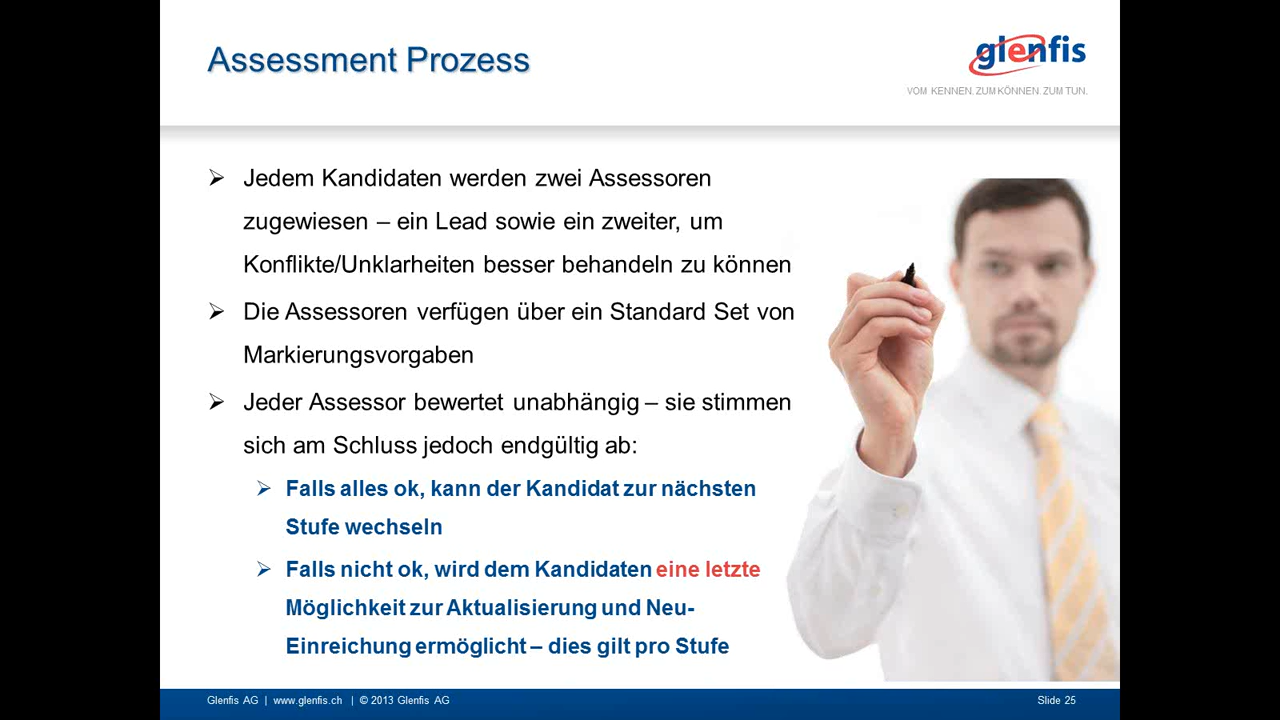 Assessment Prozess
glenfis
VOM KENNEN. ZUM KÖNNEN. ZUM TUN.
Jedem Kandidaten werden zwei Assessoren
zugewiesen – ein Lead sowie ein zweiter, um
Konflikte/Unklarheiten besser behandeln zu können
Die Assessoren verfügen über ein Standard Set von
Markierungsvorgaben
Jeder Assessor bewertet unabhängig – sie stimmen
sich am Schluss jedoch endgültig ab:
Falls alles ok, kann der Kandidat zur nächsten
Stufe wechseln
Falls nicht ok, wird dem Kandidaten eine letzte
Möglichkeit zur Aktualisierung und Neu-
Einreichung ermöglicht – dies gilt pro Stufe
Glenfis AG | www.glenfis.ch | © 2013 Glenfis AG
Slide 25